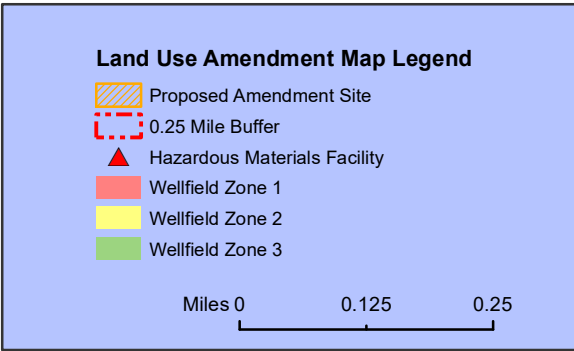 Land Use Amendment Map Legend
Proposed Amendment Site
0.25 Mile Buffer
Hazardous Materials Facility
Wellfield Zone 1
Wellfield Zone 2
Wellfield Zone 3
Miles 0 0.125 0.25